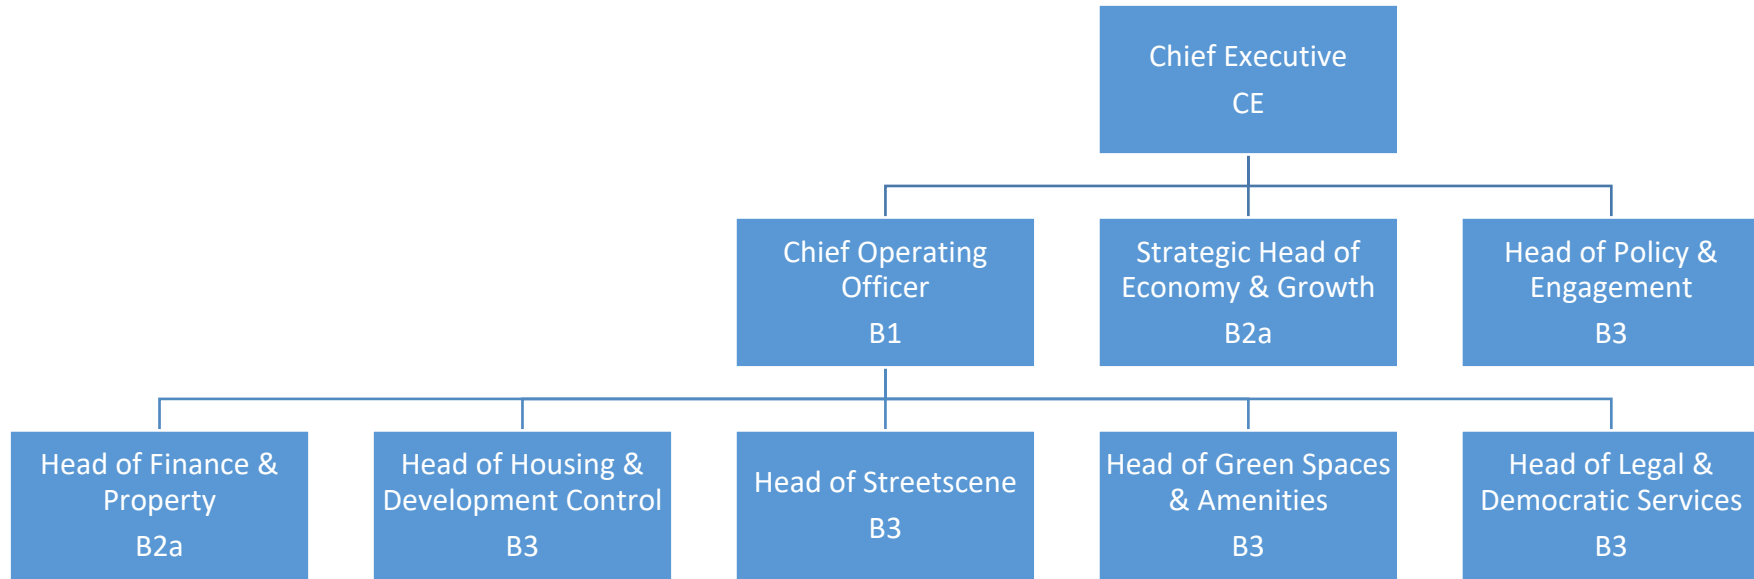 Chief Executive
CE
Chief Operating
Officer
B1
Strategic Head of
Economy & Growth
B2a
Head of Policy &
Engagement
B3
Head of Finance &
Property
B2a
Head of Housing &
Development Control
B3
Head of Streetscene
B3
Head of Green Spaces
& Amenities
B3
Head of Legal &
Democratic Services
B3